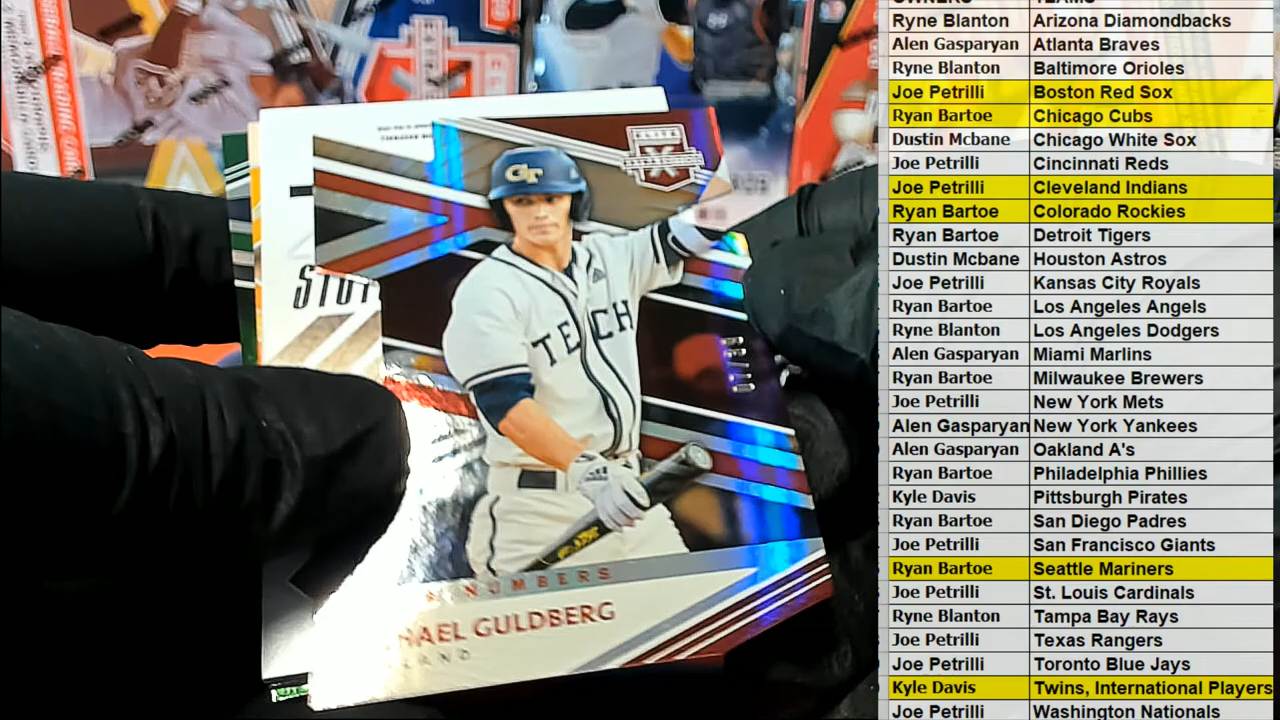 Ryne Blanton Arizona Diamondbacks
Alen Gasparyan Atlanta Braves
Ryne Blanton Baltimore Orioles
Joe Petrilli Boston Red Sox
Ryan Bartoe Chicago Cubs
Dustin Mcbane Chicago White Sox
Joe Petrilli Cincinnati Reds
Joe Petrilli Cleveland Indians
Ryan Bartoe Colorado Rockies
Ryan Bartoe Detroit Tigers
Dustin Mcbane Houston Astros
Joe Petrilli Kansas City Royals
Ryan Bartoe Los Angeles Angels
Ryne Blanton Los Angeles Dodgers
Alen Gasparyan Miami Marlins
Ryan Bartoe Milwaukee Brewers
Joe Petrilli New York Mets
Alen Gasparyan New York Yankees
Alen Gasparyan Oakland A's
Ryan Bartoe Philadelphia Phillies
Kyle Davis Pittsburgh Pirates
Ryan Bartoe San Diego Padres
Joe Petrilli San Francisco Giants
Ryan Bartoe Seattle Mariners
Joe Petrilli St. Louis Cardinals
Ryne Blanton Tampa Bay Rays
Joe Petrilli Texas Rangers
Joe Petrilli Toronto Blue Jays
Kyle Davis Twins, International Players
Joe Petrilli Washington Nationals
GT
TECH
NUMBERS
GULDBERG